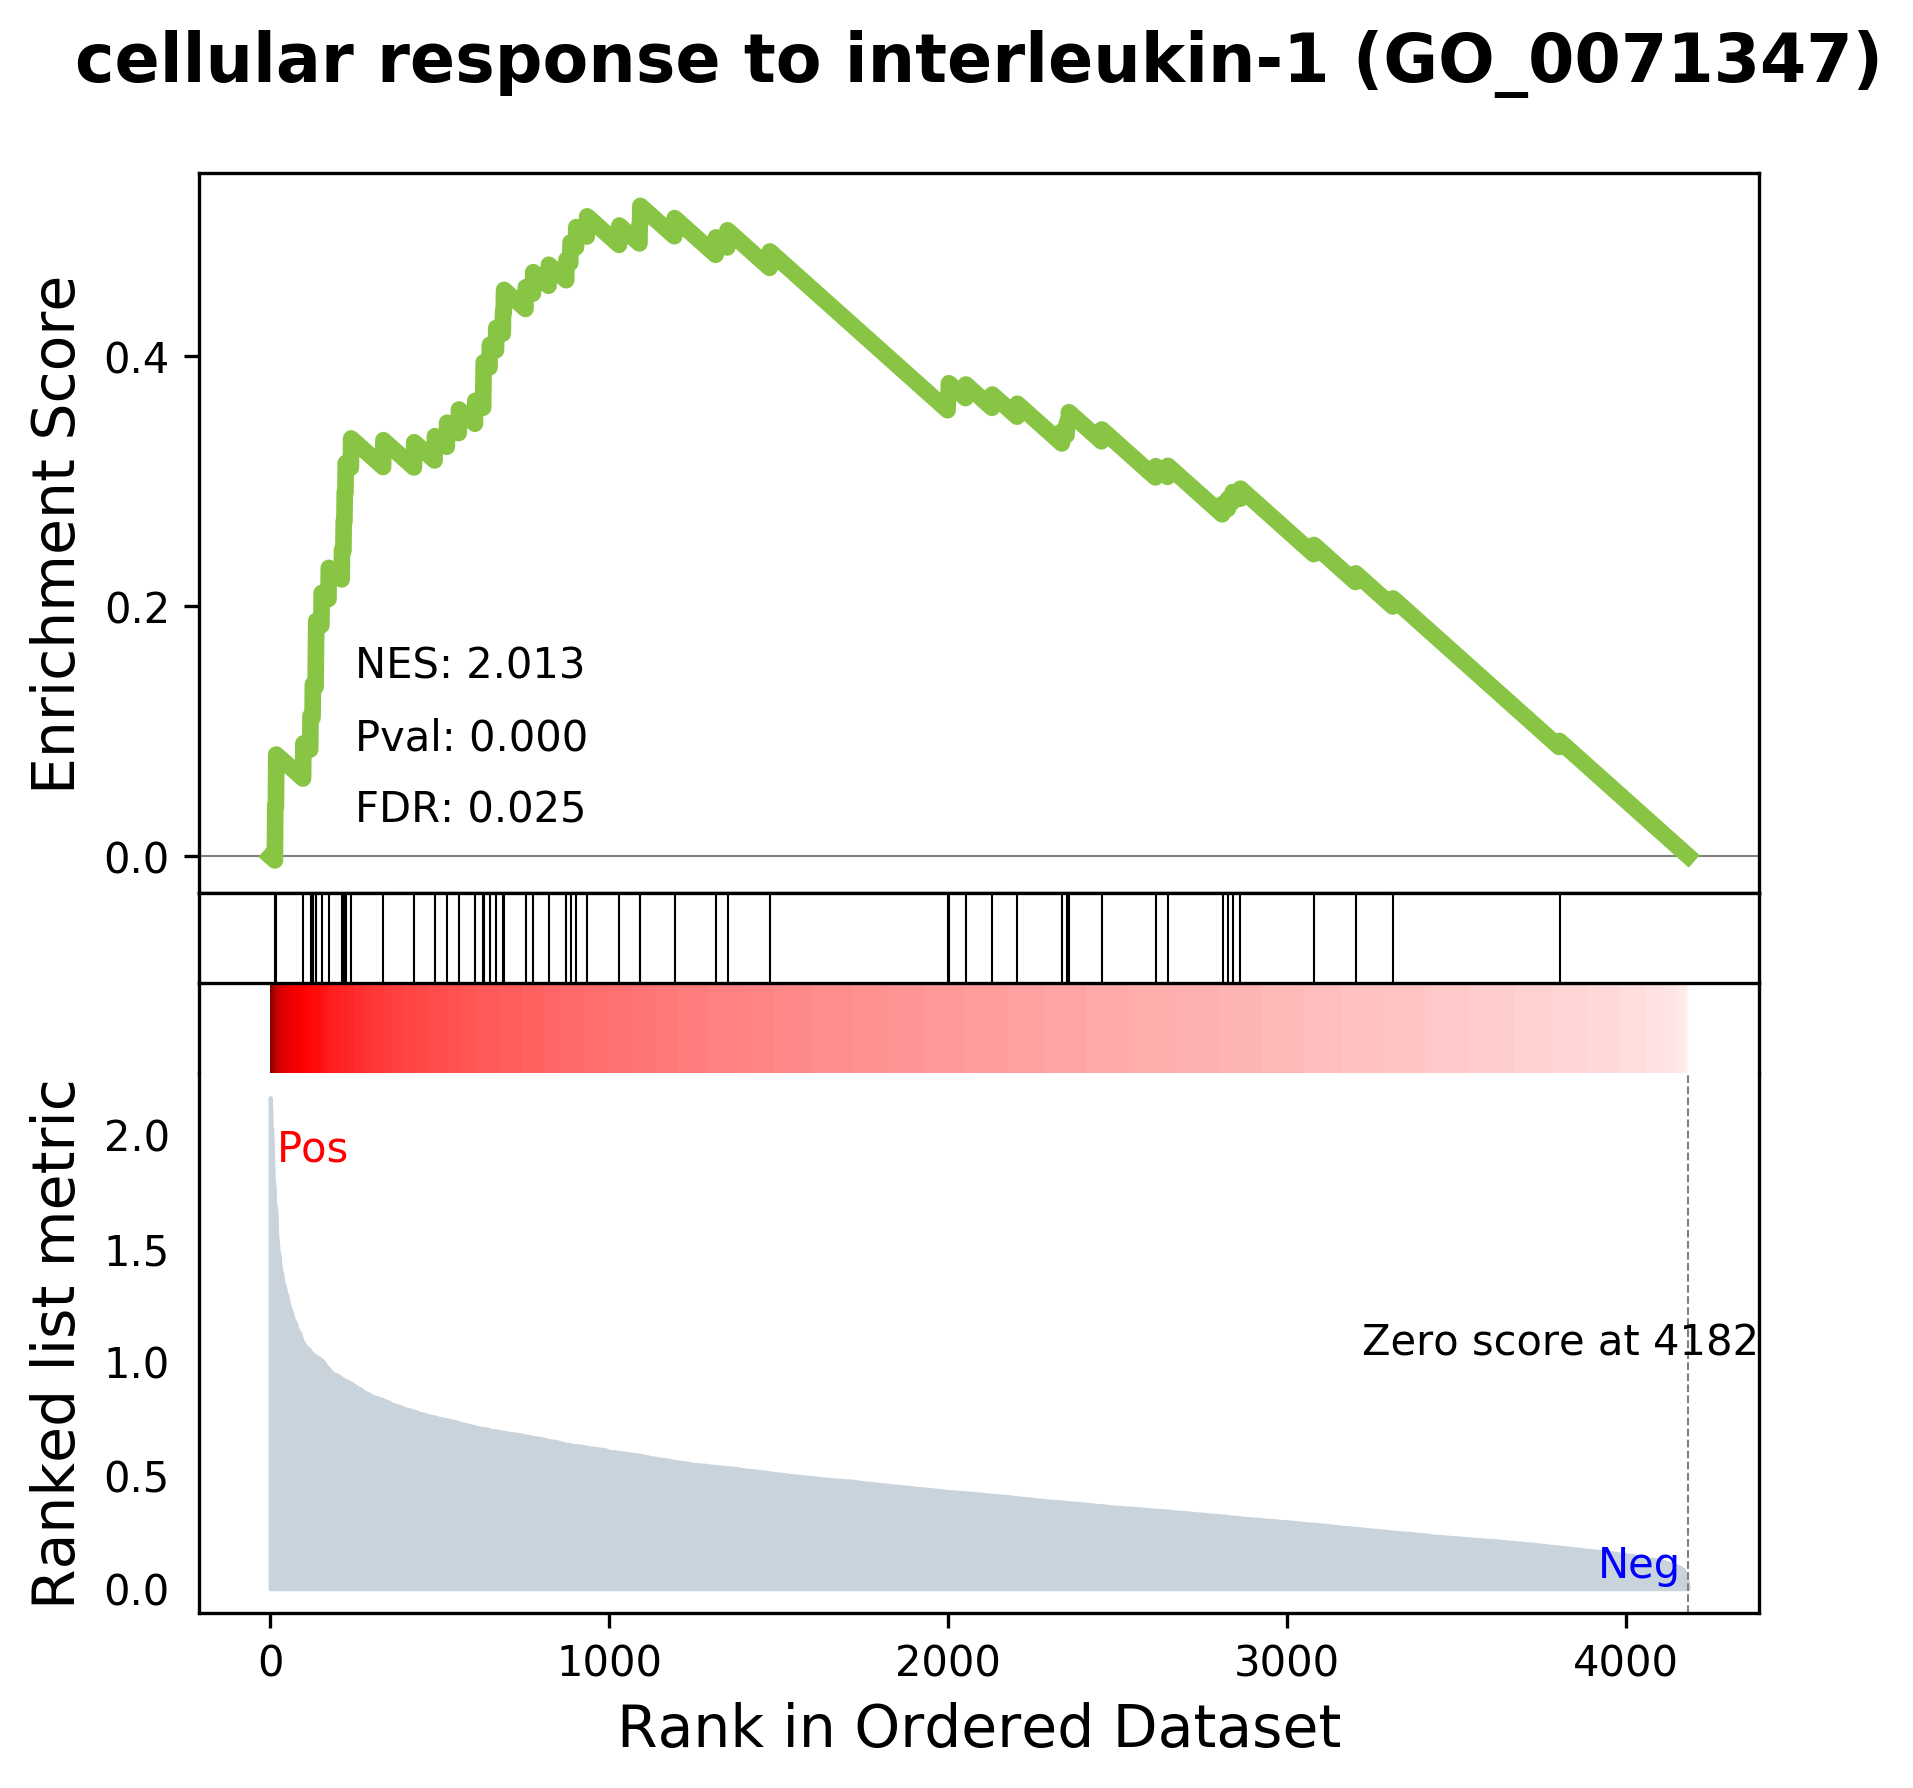 cellular response to interleukin-1 (GO_0071347)
Enrichment Score
0.4
0.2
0.0
NES: 2.013
Pval: 0.000
FDR: 0.025
Ranked list metric
2.0
1.5
1.0
0.5
0.0
Pos
Zero score at 4182
Neg
0 1000 2000 3000 4000
Rank in Ordered Dataset